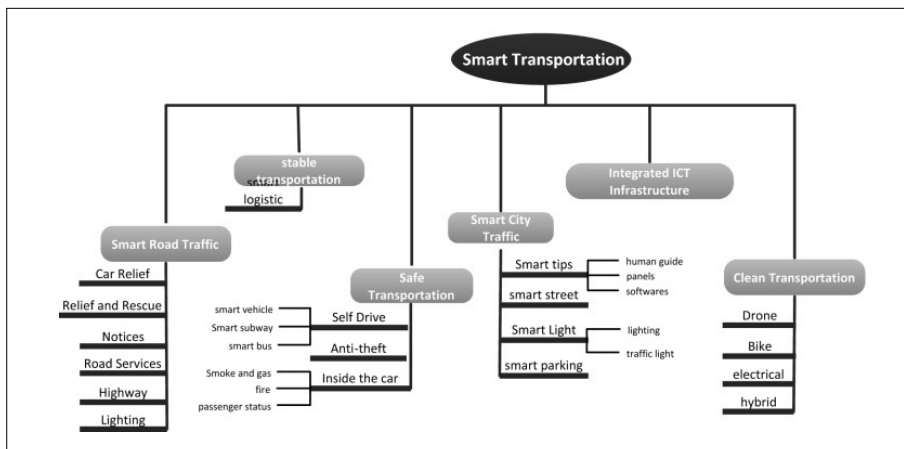 Smart Transportation
stable
transportation
logistic
Integrated ICT
Infrastructure
Smart City
Traffic
Smart Road Traffic
Safe
Transportation
Clean Transportation
Car Relief
Relief and Rescue
Notices
Road Services
Highway
Lighting
smart vehicle
Smart subway
smart bus
Self Drive
Anti-theft
Smoke and gas
fire
passenger status
Inside the car
Smart tips
human guide
panels
softwares
smart street
Smart Light
lighting
traffic light
smart parking
Drone
Bike
electrical
hybrid